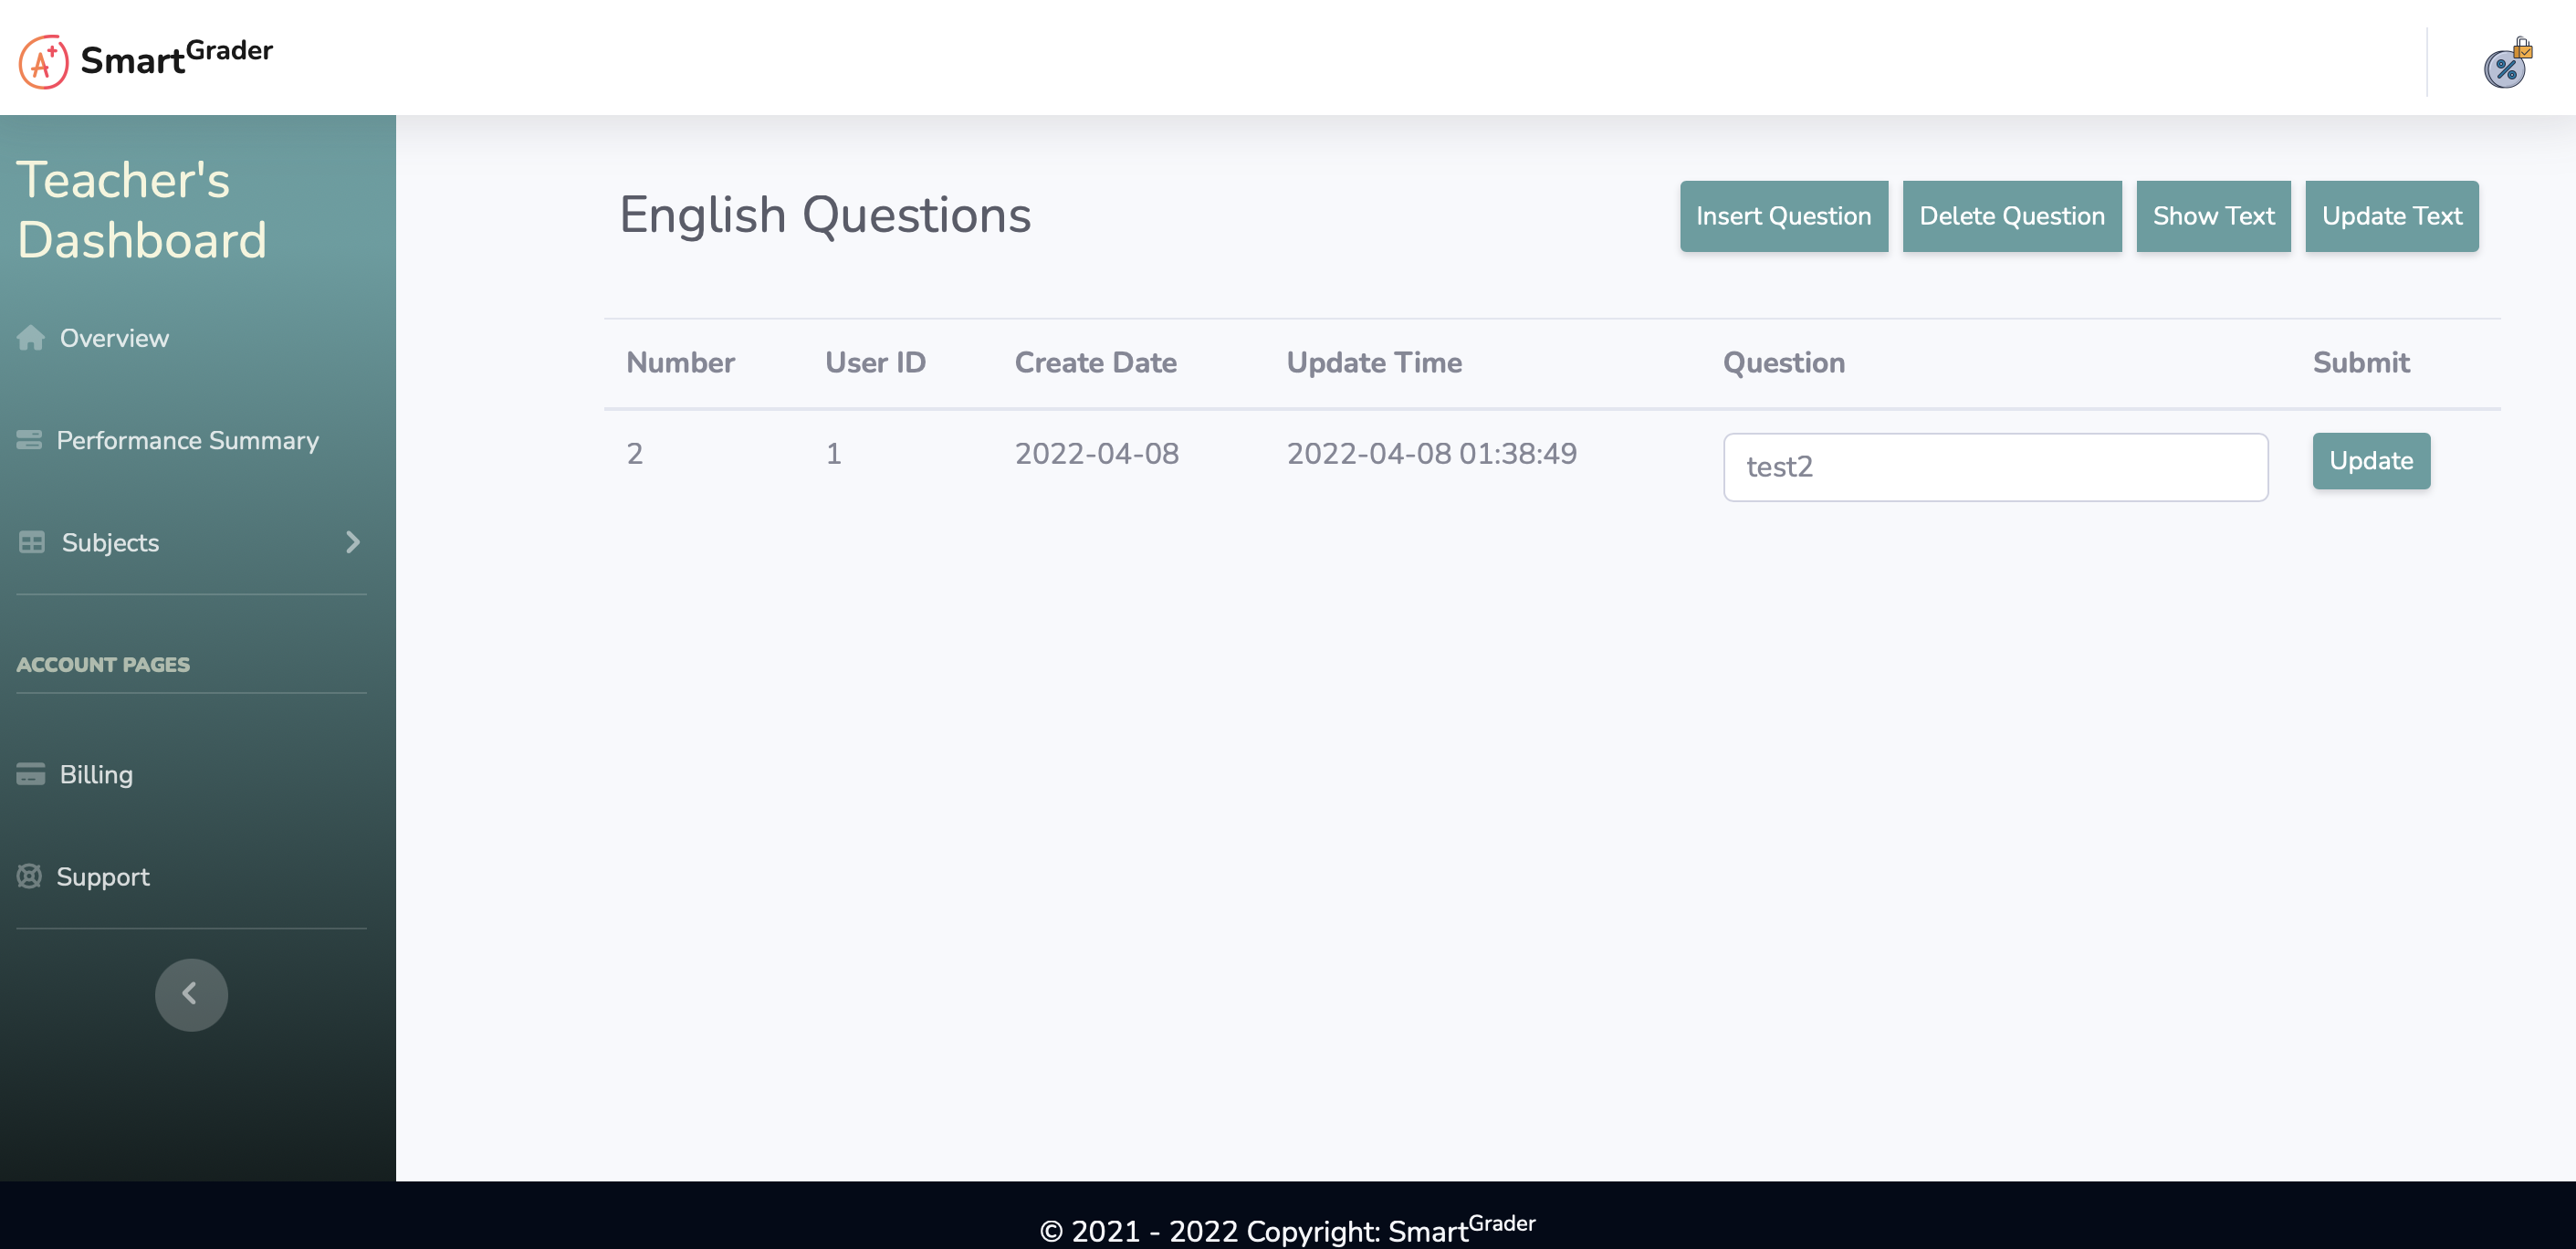 SmartGrader
Teacher's
Dashboard
Overview
Performance Summary
Subjects
ACCOUNT PAGES
Billing
Support
English Questions
Insert Question Delete Question Show Text Update Text
Number User ID Create Date Update Time Question Submit
2 1 2022-04-08 2022-04-08 01:38:49 test2 Update
© 2021 - 2022 Copyright: SmartGrader